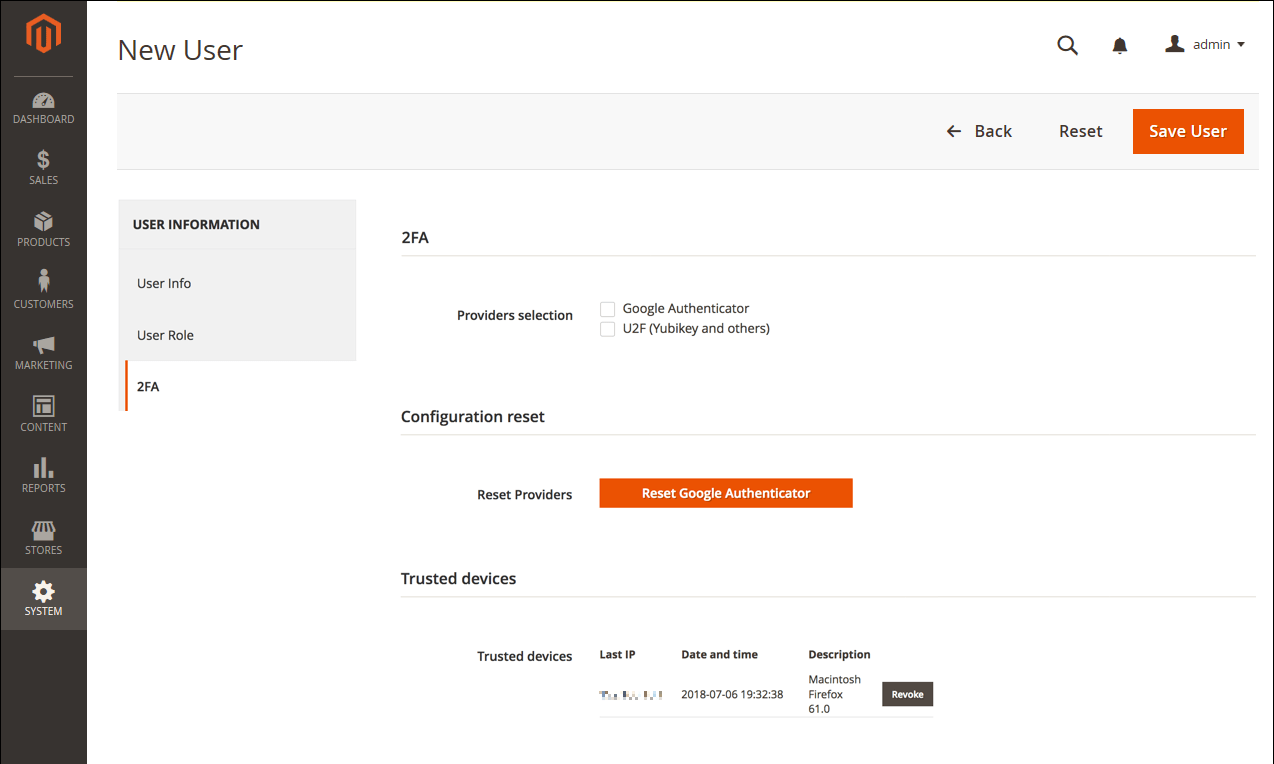 New User
admin
Back
Reset
Save User
DASHBOARD
SALES
PRODUCTS
CUSTOMERS
MARKETING
CONTENT
REPORTS
STORES
SYSTEM
USER INFORMATION
User Info
User Role
2FA
2FA
Providers selection
Google Authenticator
U2F (Yubikey and others)
Configuration reset
Reset Providers
Reset Google Authenticator
Trusted devices
Trusted devices
Last IP Date and time Description
2018-07-06 19:32:38
Macintosh
Firefox
61.0
Revoke